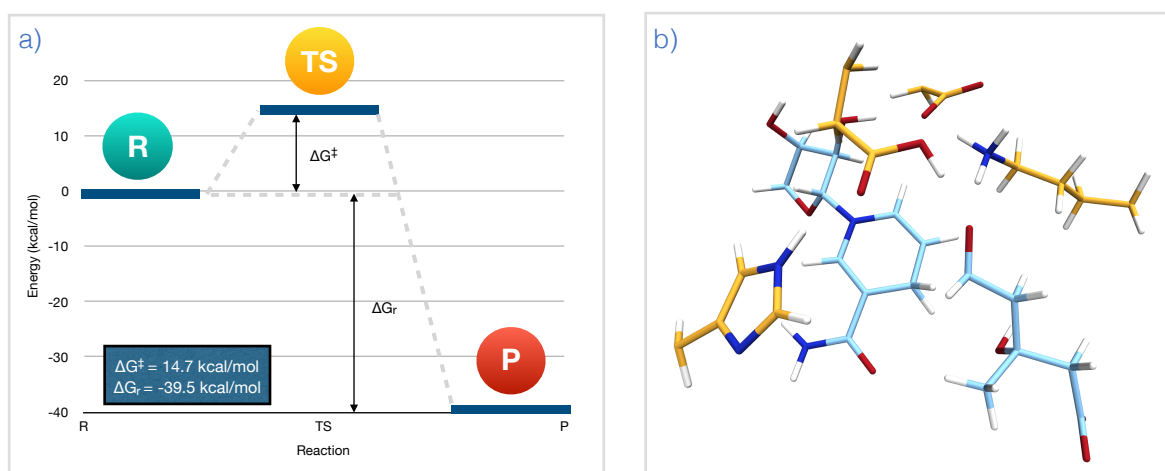 a)
TS
20
R
10
ΔG‡
0
Energy (kcal/mol)
-10
-20
ΔGr
-30
P
ΔG‡ = 14.7 kcal/mol
ΔGr = -39.5 kcal/mol
-40
R
TS
P
Reaction
b)